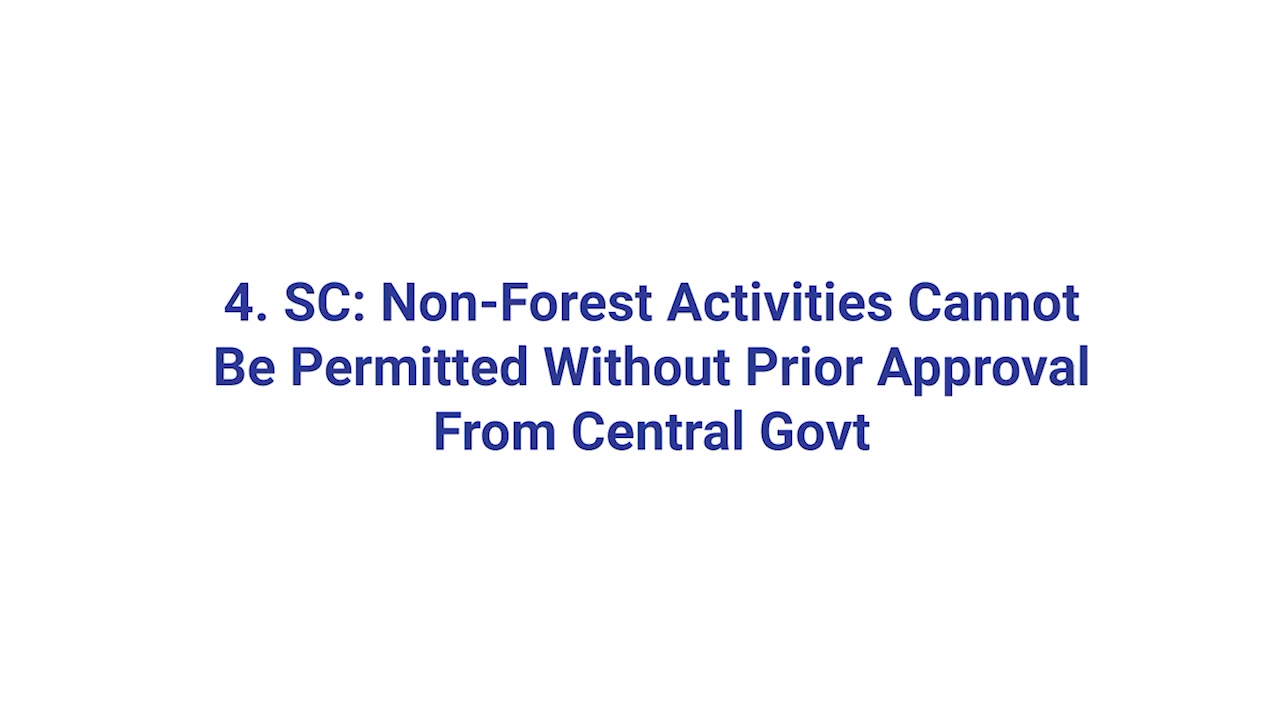 4. SC: Non-Forest Activities Cannot
Be Permitted Without Prior Approval
From Central Govt